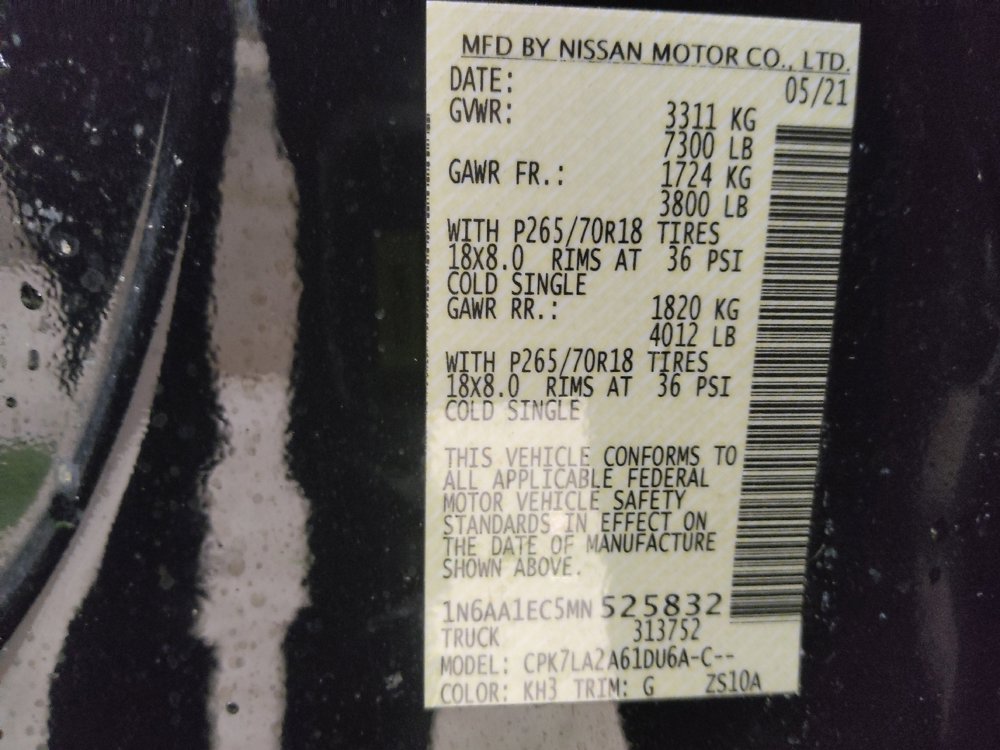 MFD BY NISSAN MOTOR CO., LTD.
DATE: 05/21
GVWR: 3311 KG
7300 LB
GAWR FR.: 1724 KG
3800 LB
WITH P265/70R18 TIRES
18X8.0 RIMS AT 36 PSI
COLD SINGLE
GAWR RR.: 1820 KG
4012 LB
WITH P265/70R18 TIRES
18X8.0 RIMS AT 36 PSI
COLD SINGLE
THIS VEHICLE CONFORMS TO
ALL APPLICABLE FEDERAL
MOTOR VEHICLE SAFETY
STANDARDS IN EFFECT ON
THE DATE OF MANUFACTURE
SHOWN ABOVE.
1N6AA1EC5MN 525832
TRUCK 313752
MODEL: CPK7LA2A61DU6A-C--
COLOR: KH3 TRIM: G ZS10A